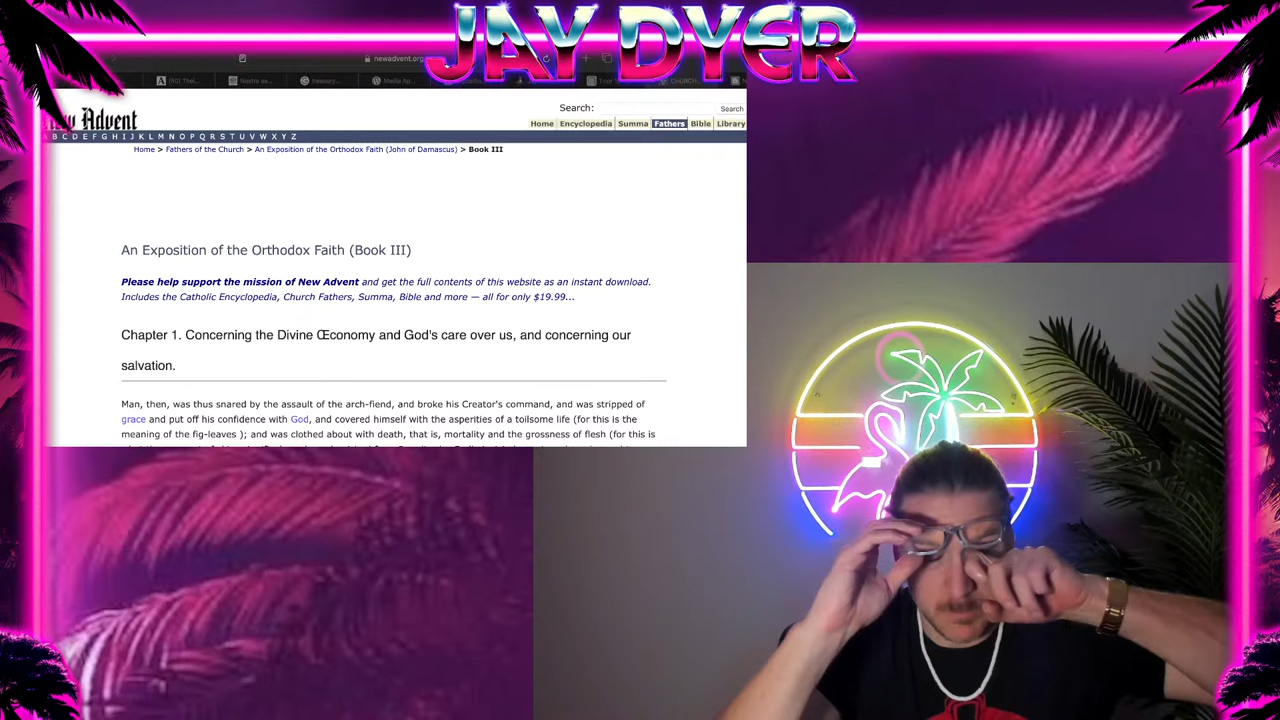 JAY DYER
newadvent.org
Advent
Search:
Search
Home Encyclopedia Summa Fathers Bible Library
A B C D E F G H I J K L M N O P Q R S T U V W X Y Z
Home > Fathers of the Church > An Exposition of the Orthodox Faith (John of Damascus) > Book III
An Exposition of the Orthodox Faith (Book III)
Please help support the mission of New Advent and get the full contents of this website as an instant download.
Includes the Catholic Encyclopedia, Church Fathers, Summa, Bible and more — all for only $19.99...
Chapter 1. Concerning the Divine Œconomy and God's care over us, and concerning our
salvation.
Man, then, was thus snared by the assault of the arch-fiend, and broke his Creator's command, and was stripped of
grace and put off his confidence with God, and covered himself with the asperities of a toilsome life (for this is the
meaning of the fig-leaves ); and was clothed about with death, that is, mortality and the grossness of flesh (for this is